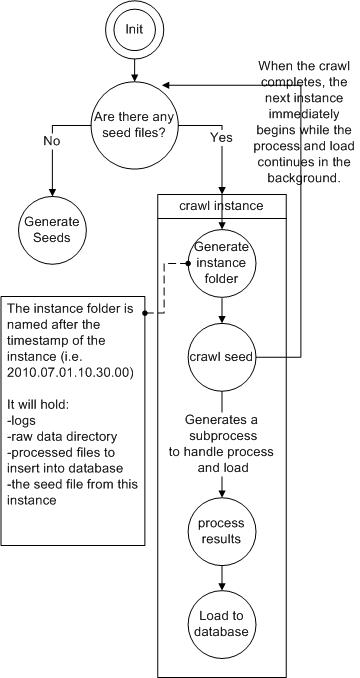 Init
When the crawl
completes, the
next instance
immediately
begins while the
process and load
continues in the
background.
Are there any
seed files?
No
Yes
Generate
Seeds
crawl instance
Generate
instance
folder
The instance folder is
named after the
timestamp of the
instance (i.e.
2010.07.01.10.30.00)
It will hold:
-logs
-raw data directory
-processed files to
insert into database
-the seed file from this
instance
crawl seed
Generates a
subprocess
to handle process
and load
process
results
Load to
database